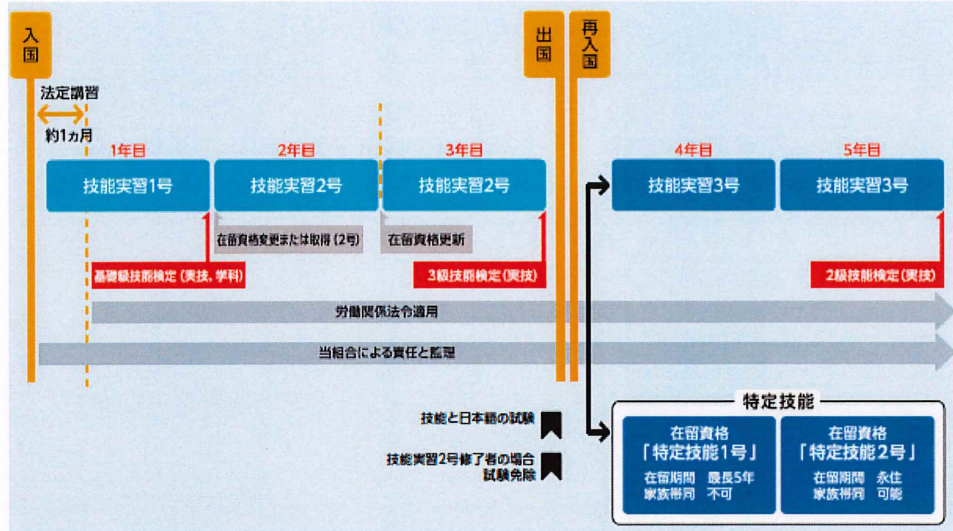 入国
出国
再入国
法定講習
約1ヵ月
1年目
2年目
3年目
4年目
5年目
技能実習1号
技能実習2号
技能実習2号
技能実習3号
技能実習3号
在留資格変更または取得(2号)
在留資格更新
基礎級技能検定(実技、学科)
3級技能検定(実技)
2級技能検定(実技)
労働関係法令適用
当組合による責任と監理
技能と日本語の試験
技能実習2号修了者の場合
試験免除
特定技能
在留資格
「特定技能1号」
在留期間 最長5年
家族帯同 不可
在留資格
「特定技能2号」
在留期間 永住
家族帯同 可能